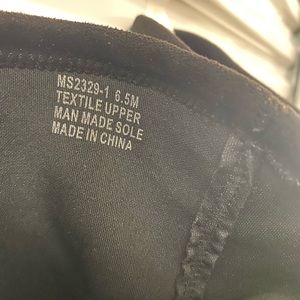 MS2329-1 6.5M
TEXTILE UPPER
MAN MADE SOLE
MADE IN CHINA